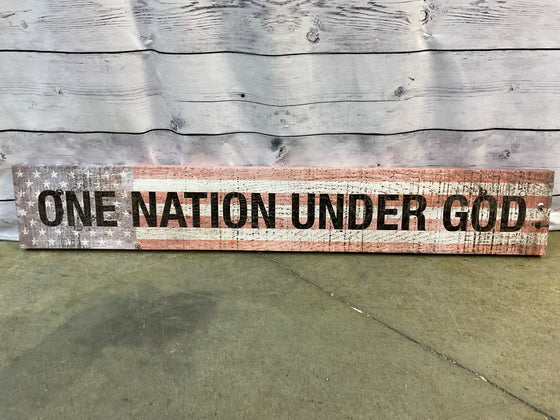 ONE NATION UNDER GOD